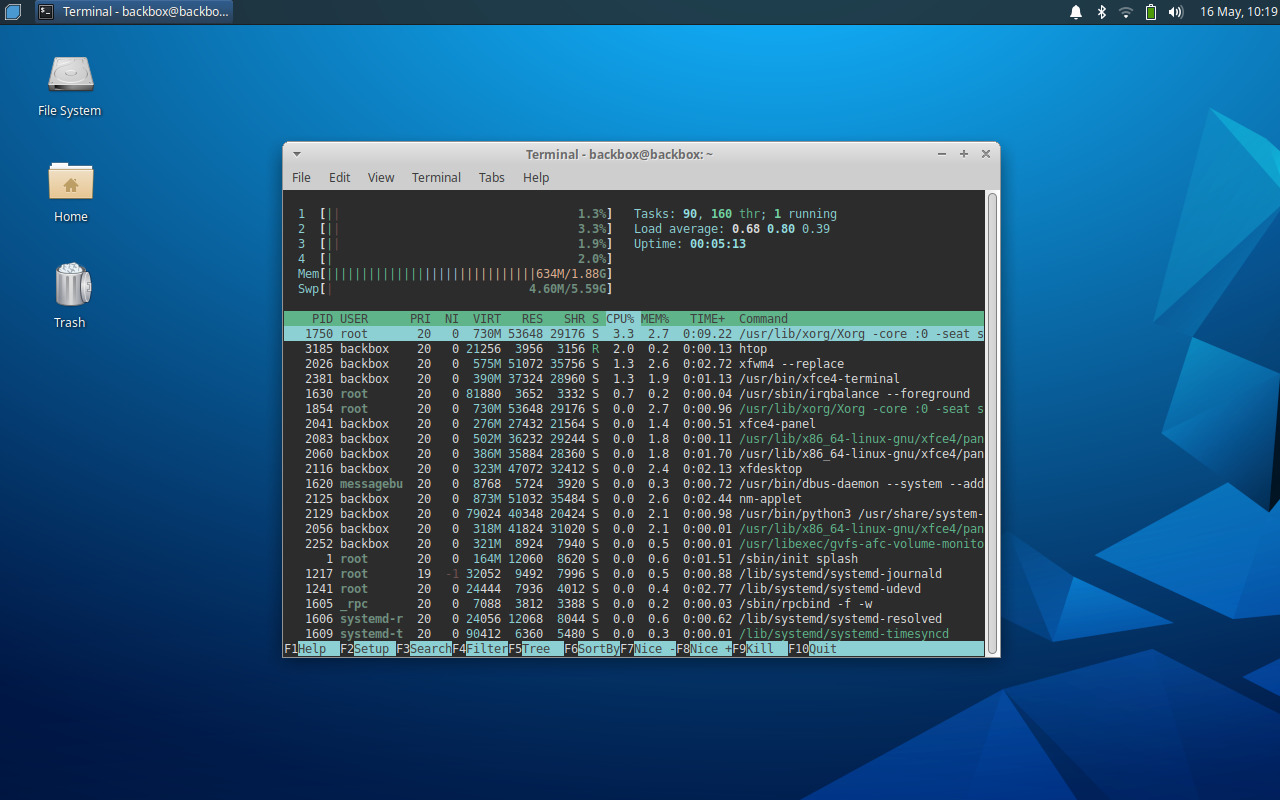 Terminal - backbox@backbo...
16 May, 10:19
File System
Home
Trash
Terminal - backbox@backbox: ~
File Edit View Terminal Tabs Help
1 [|| 1.3%] Tasks: 90, 160 thr; 1 running
2 [|| 3.3%] Load average: 0.68 0.80 0.39
3 [|| 1.9%] Uptime: 00:05:13
4 [| 2.0%]
Mem[||||||||||||||||||||||||||||||634M/1.88G]
Swp[| 4.60M/5.59G]
PID USER PRI NI VIRT RES SHR S CPU% MEM% TIME+ Command
1750 root 20 0 730M 53648 29176 S 3.3 2.7 0:09.22 /usr/lib/xorg/Xorg -core :0 -seat s
3185 backbox 20 0 21256 3956 3156 R 2.0 0.2 0:00.13 htop
2026 backbox 20 0 575M 51072 35756 S 1.3 2.6 0:02.72 xfwm4 --replace
2381 backbox 20 0 390M 37324 28960 S 1.3 1.9 0:01.13 /usr/bin/xfce4-terminal
1630 root 20 0 81880 3652 3332 S 0.7 0.2 0:00.04 /usr/sbin/irqbalance --foreground
1854 root 20 0 730M 53648 29176 S 0.0 2.7 0:00.96 /usr/lib/xorg/Xorg -core :0 -seat s
2041 backbox 20 0 276M 27432 21564 S 0.0 1.4 0:00.51 xfce4-panel
2083 backbox 20 0 502M 36232 29244 S 0.0 1.8 0:00.11 /usr/lib/x86_64-linux-gnu/xfce4/pan
2060 backbox 20 0 386M 35884 28360 S 0.0 1.8 0:01.70 /usr/lib/x86_64-linux-gnu/xfce4/pan
2116 backbox 20 0 323M 47072 32412 S 0.0 2.4 0:02.13 xfdesktop
1620 messagebu 20 0 8768 5724 3920 S 0.0 0.3 0:00.72 /usr/bin/dbus-daemon --system --add
2125 backbox 20 0 873M 51032 35484 S 0.0 2.6 0:02.44 nm-applet
2129 backbox 20 0 79024 40348 20424 S 0.0 2.1 0:00.98 /usr/bin/python3 /usr/share/system-
2056 backbox 20 0 318M 41824 31020 S 0.0 2.1 0:00.01 /usr/lib/x86_64-linux-gnu/xfce4/pan
2252 backbox 20 0 321M 8924 7940 S 0.0 0.5 0:00.01 /usr/libexec/gvfs-afc-volume-monito
1 root 20 0 164M 12060 8620 S 0.0 0.6 0:01.51 /sbin/init splash
1217 root 19 -1 32052 9492 7996 S 0.0 0.5 0:00.88 /lib/systemd/systemd-journald
1241 root 20 0 24444 7936 4012 S 0.0 0.4 0:02.77 /lib/systemd/systemd-udevd
1605 _rpc 20 0 7088 3812 3388 S 0.0 0.2 0:00.03 /sbin/rpcbind -f -w
1606 systemd-r 20 0 24056 12068 8044 S 0.0 0.6 0:00.62 /lib/systemd/systemd-resolved
1609 systemd-t 20 0 90412 6360 5480 S 0.0 0.3 0:00.01 /lib/systemd/systemd-timesyncd
F1Help F2Setup F3SearchF4FilterF5Tree F6SortByF7Nice -F8Nice +F9Kill F10Quit